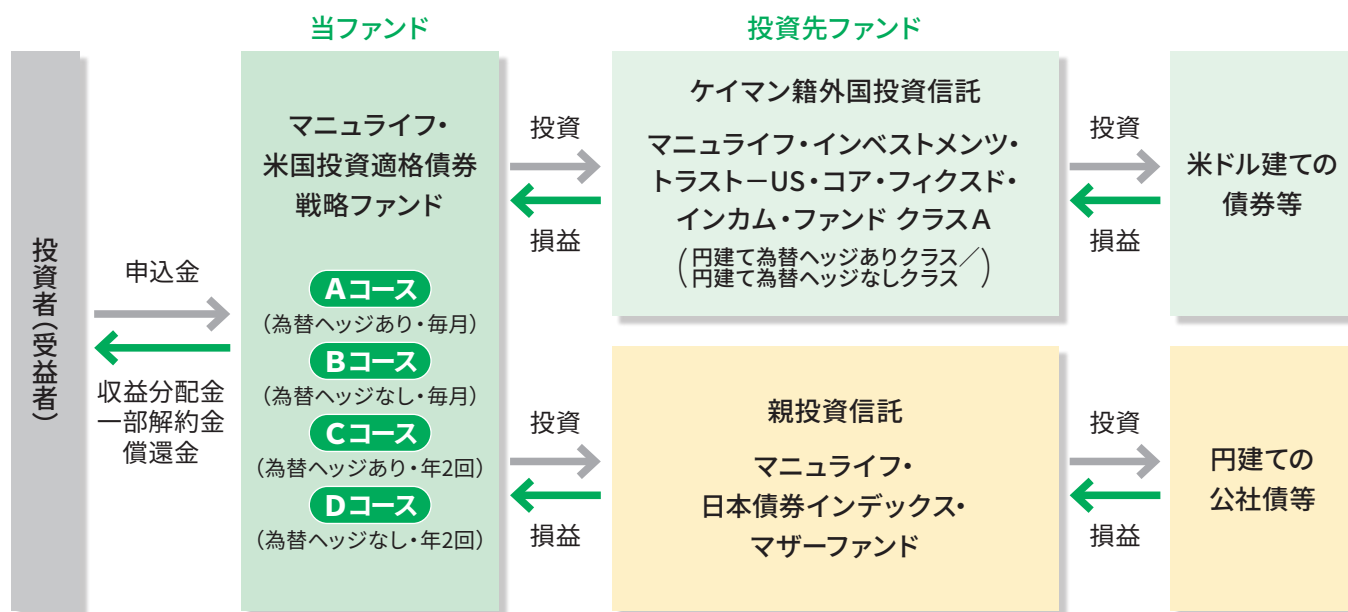 当ファンド
投資先ファンド
投資者(受益者)
申込金
収益分配金
一部解約金
償還金
マニュライフ・
米国投資適格債券
戦略ファンド
Aコース
(為替ヘッジあり・毎月)
Bコース
(為替ヘッジなし・毎月)
Cコース
(為替ヘッジあり・年2回)
Dコース
(為替ヘッジなし・年2回)
投資
損益
ケイマン籍外国投資信託
マニュライフ・インベストメンツ・
トラスト－US・コア・フィクスド・
インカム・ファンド クラスA
(円建て為替ヘッジありクラス／
円建て為替ヘッジなしクラス)
投資
損益
米ドル建ての
債券等
投資
損益
親投資信託
マニュライフ・
日本債券インデックス・
マザーファンド
投資
損益
円建ての
公社債等